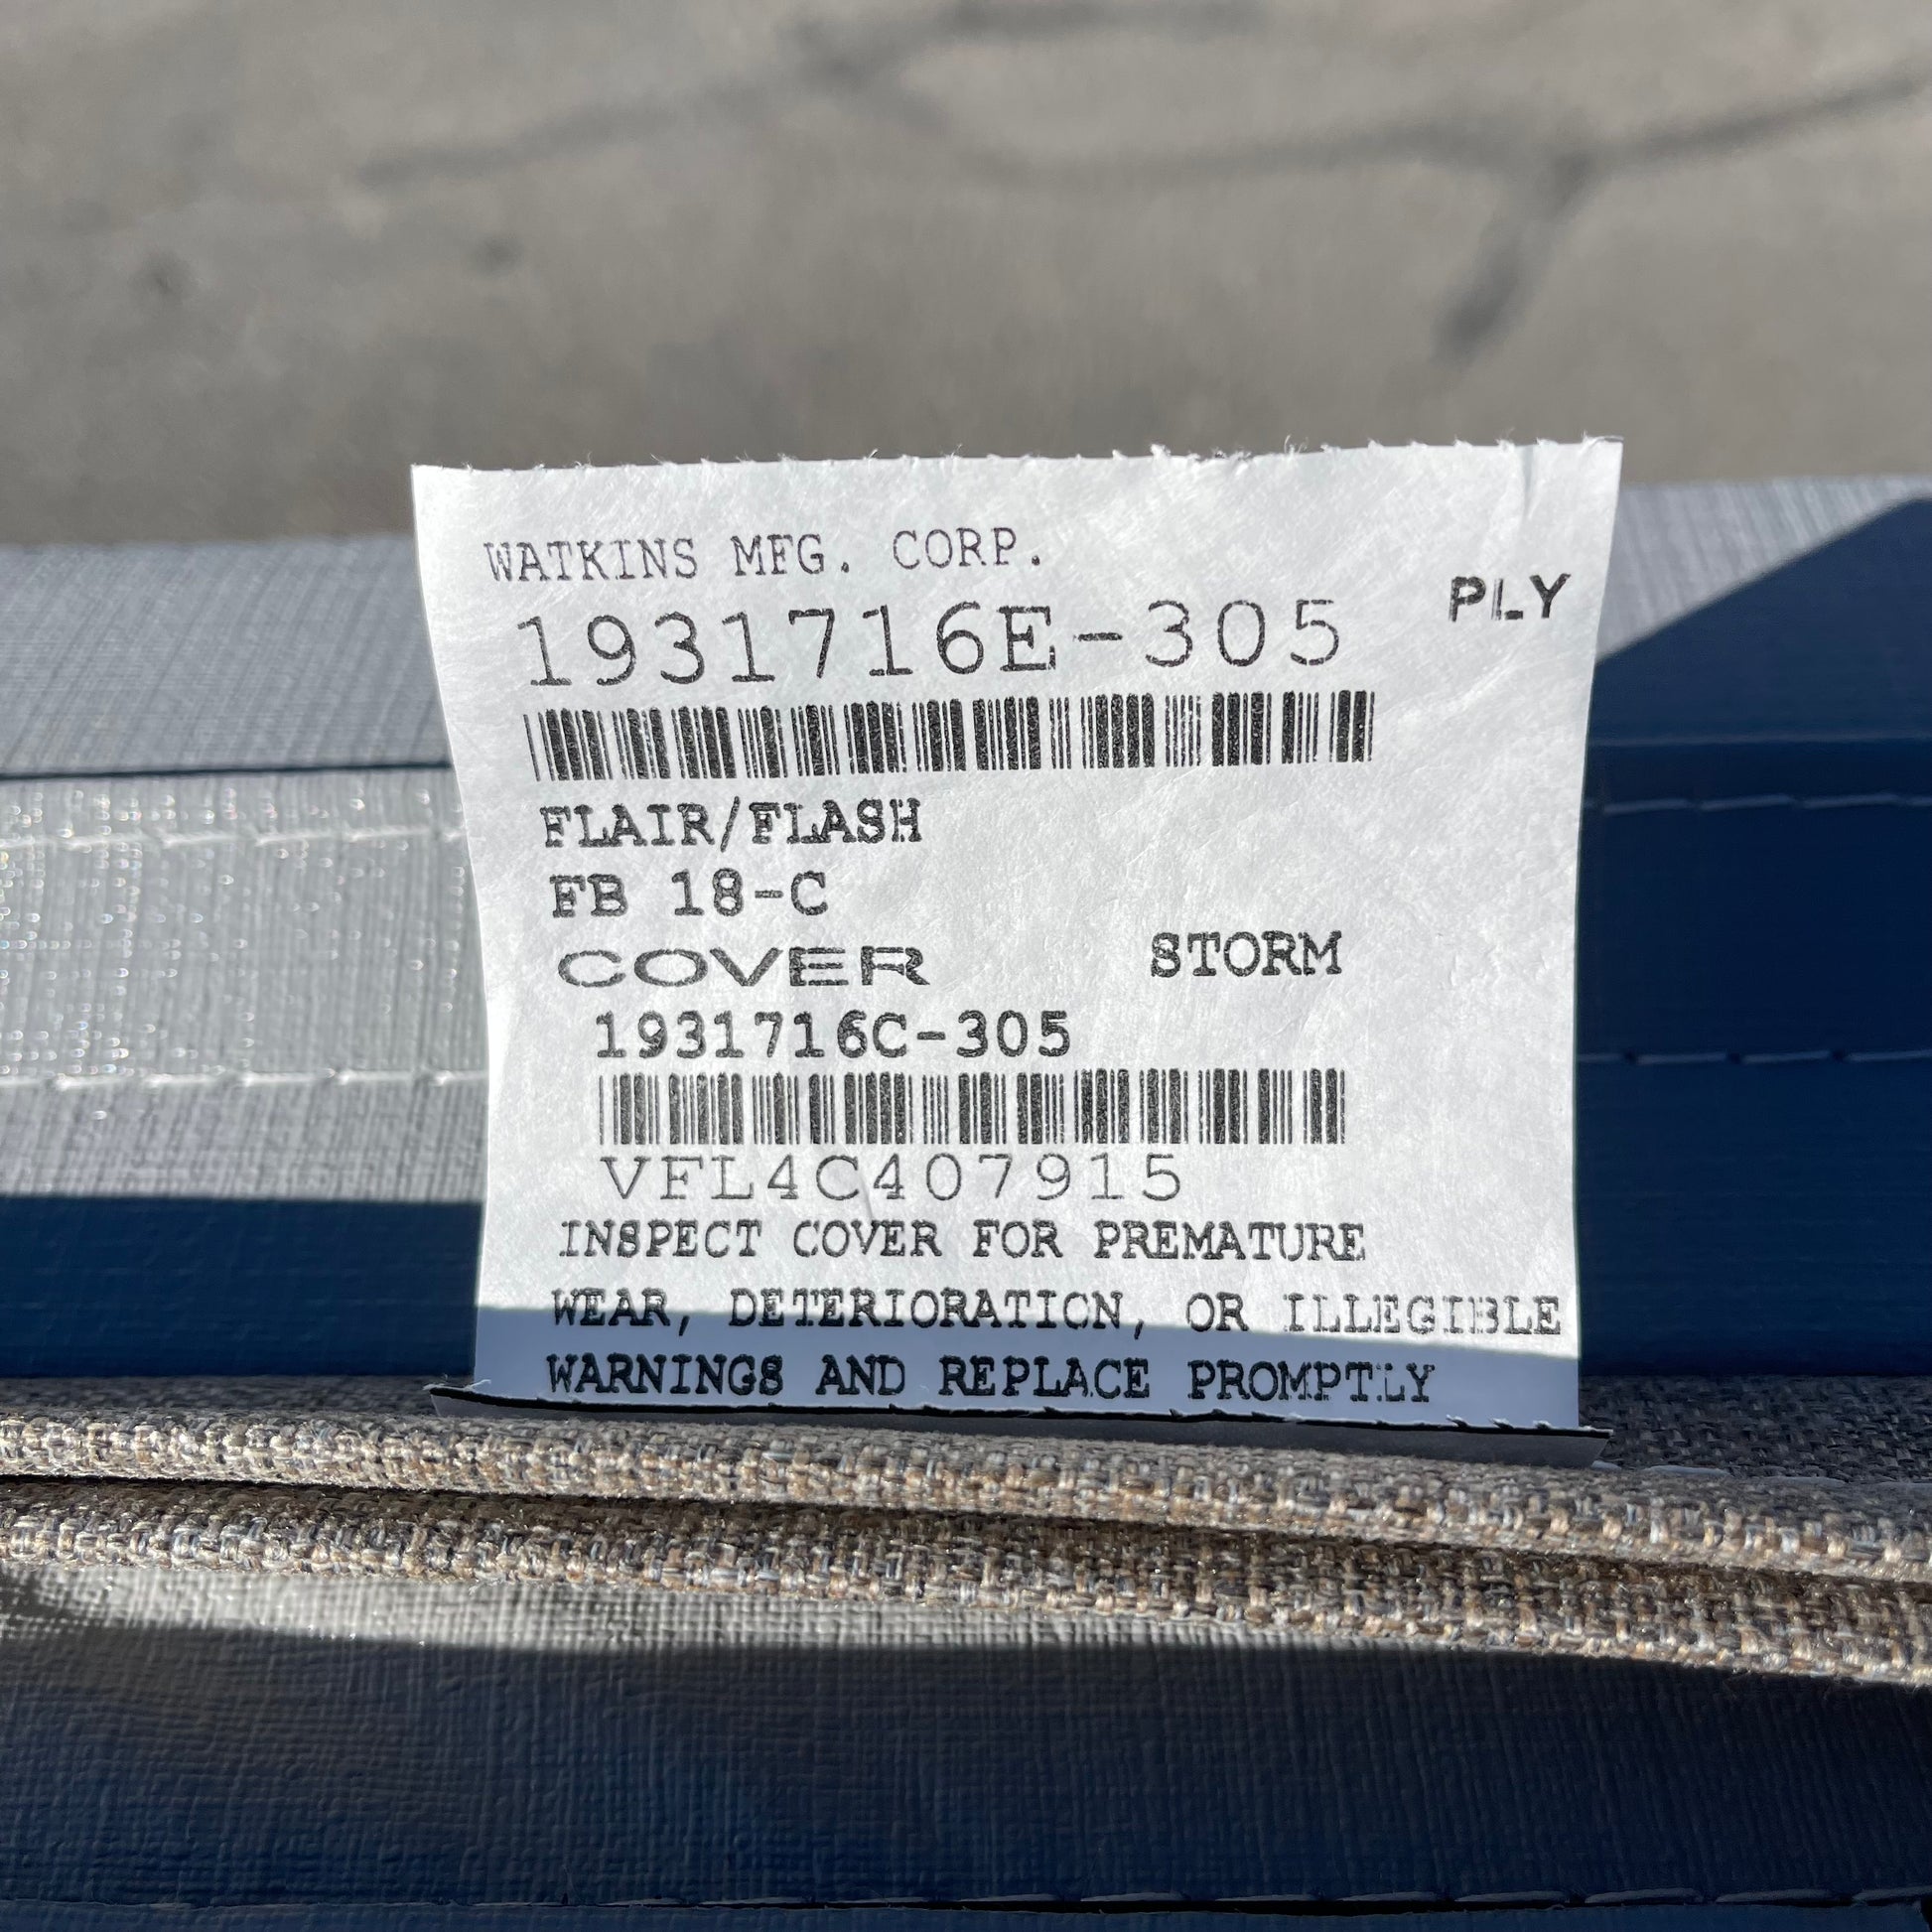 WATKINS MFG. CORP.
1931716E-305 PLY
FLAIR/FLASH
FB 18-C
COVER STORM
1931716C-305
VFL4C407915
INSPECT COVER FOR PREMATURE
WEAR, DETERIORATION, OR ILLEGIBLE
WARNINGS AND REPLACE PROMPTLY